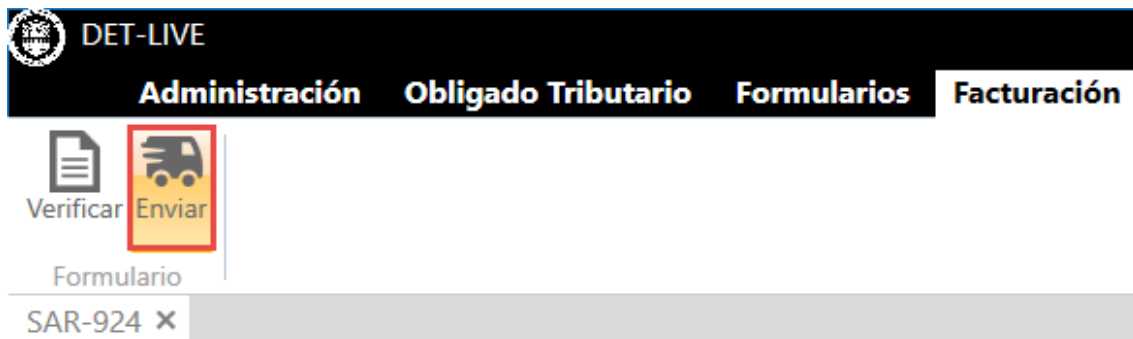 DET-LIVE
Administración Obligado Tributario Formularios Facturación
Verificar Enviar
Formulario
SAR-924 ×